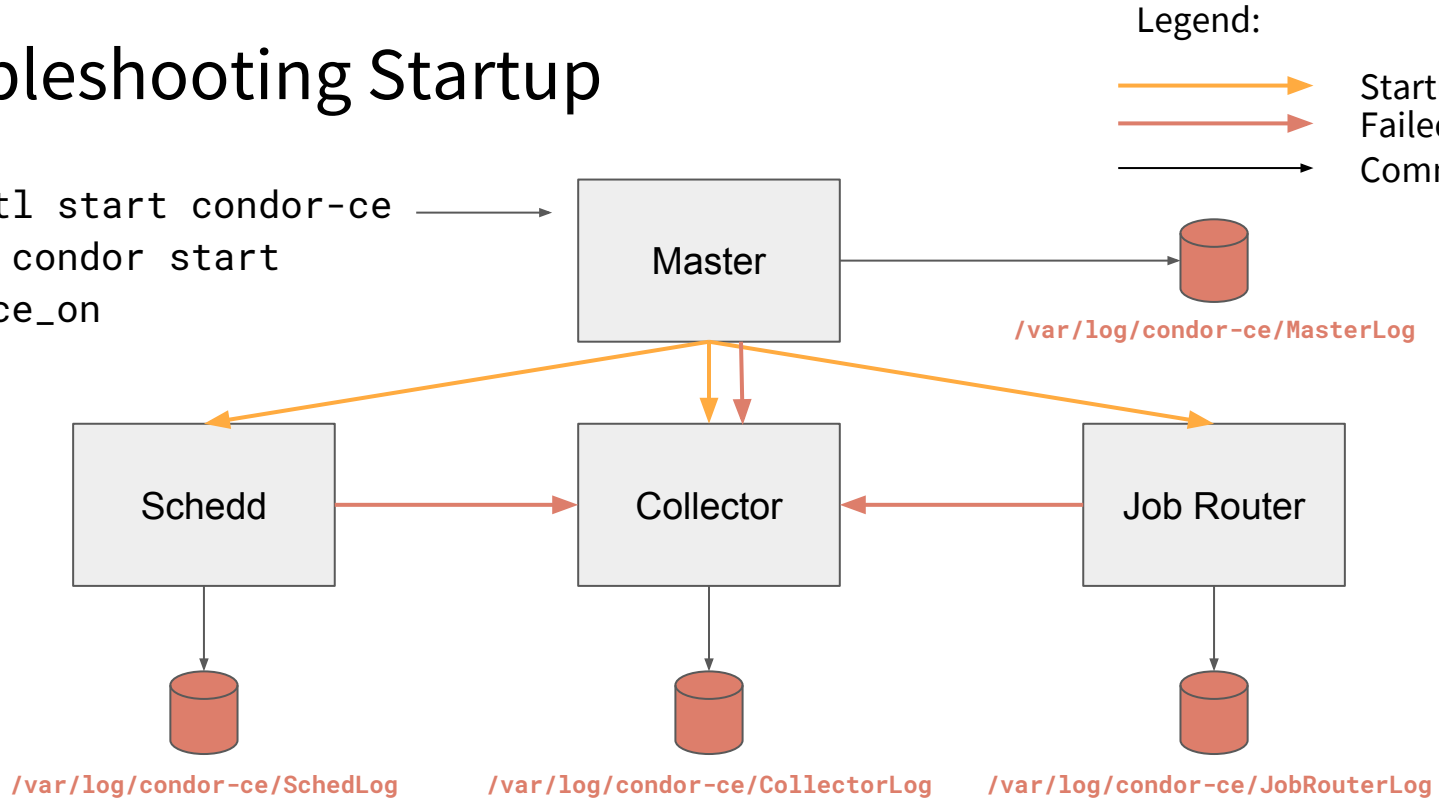 Legend:
bleshooting Startup
Start
Failed
Comm
tl start condor-ce
condor start
ce_on
Master
/var/log/condor-ce/MasterLog
Schedd
Collector
Job Router
/var/log/condor-ce/SchedLog
/var/log/condor-ce/CollectorLog
/var/log/condor-ce/JobRouterLog